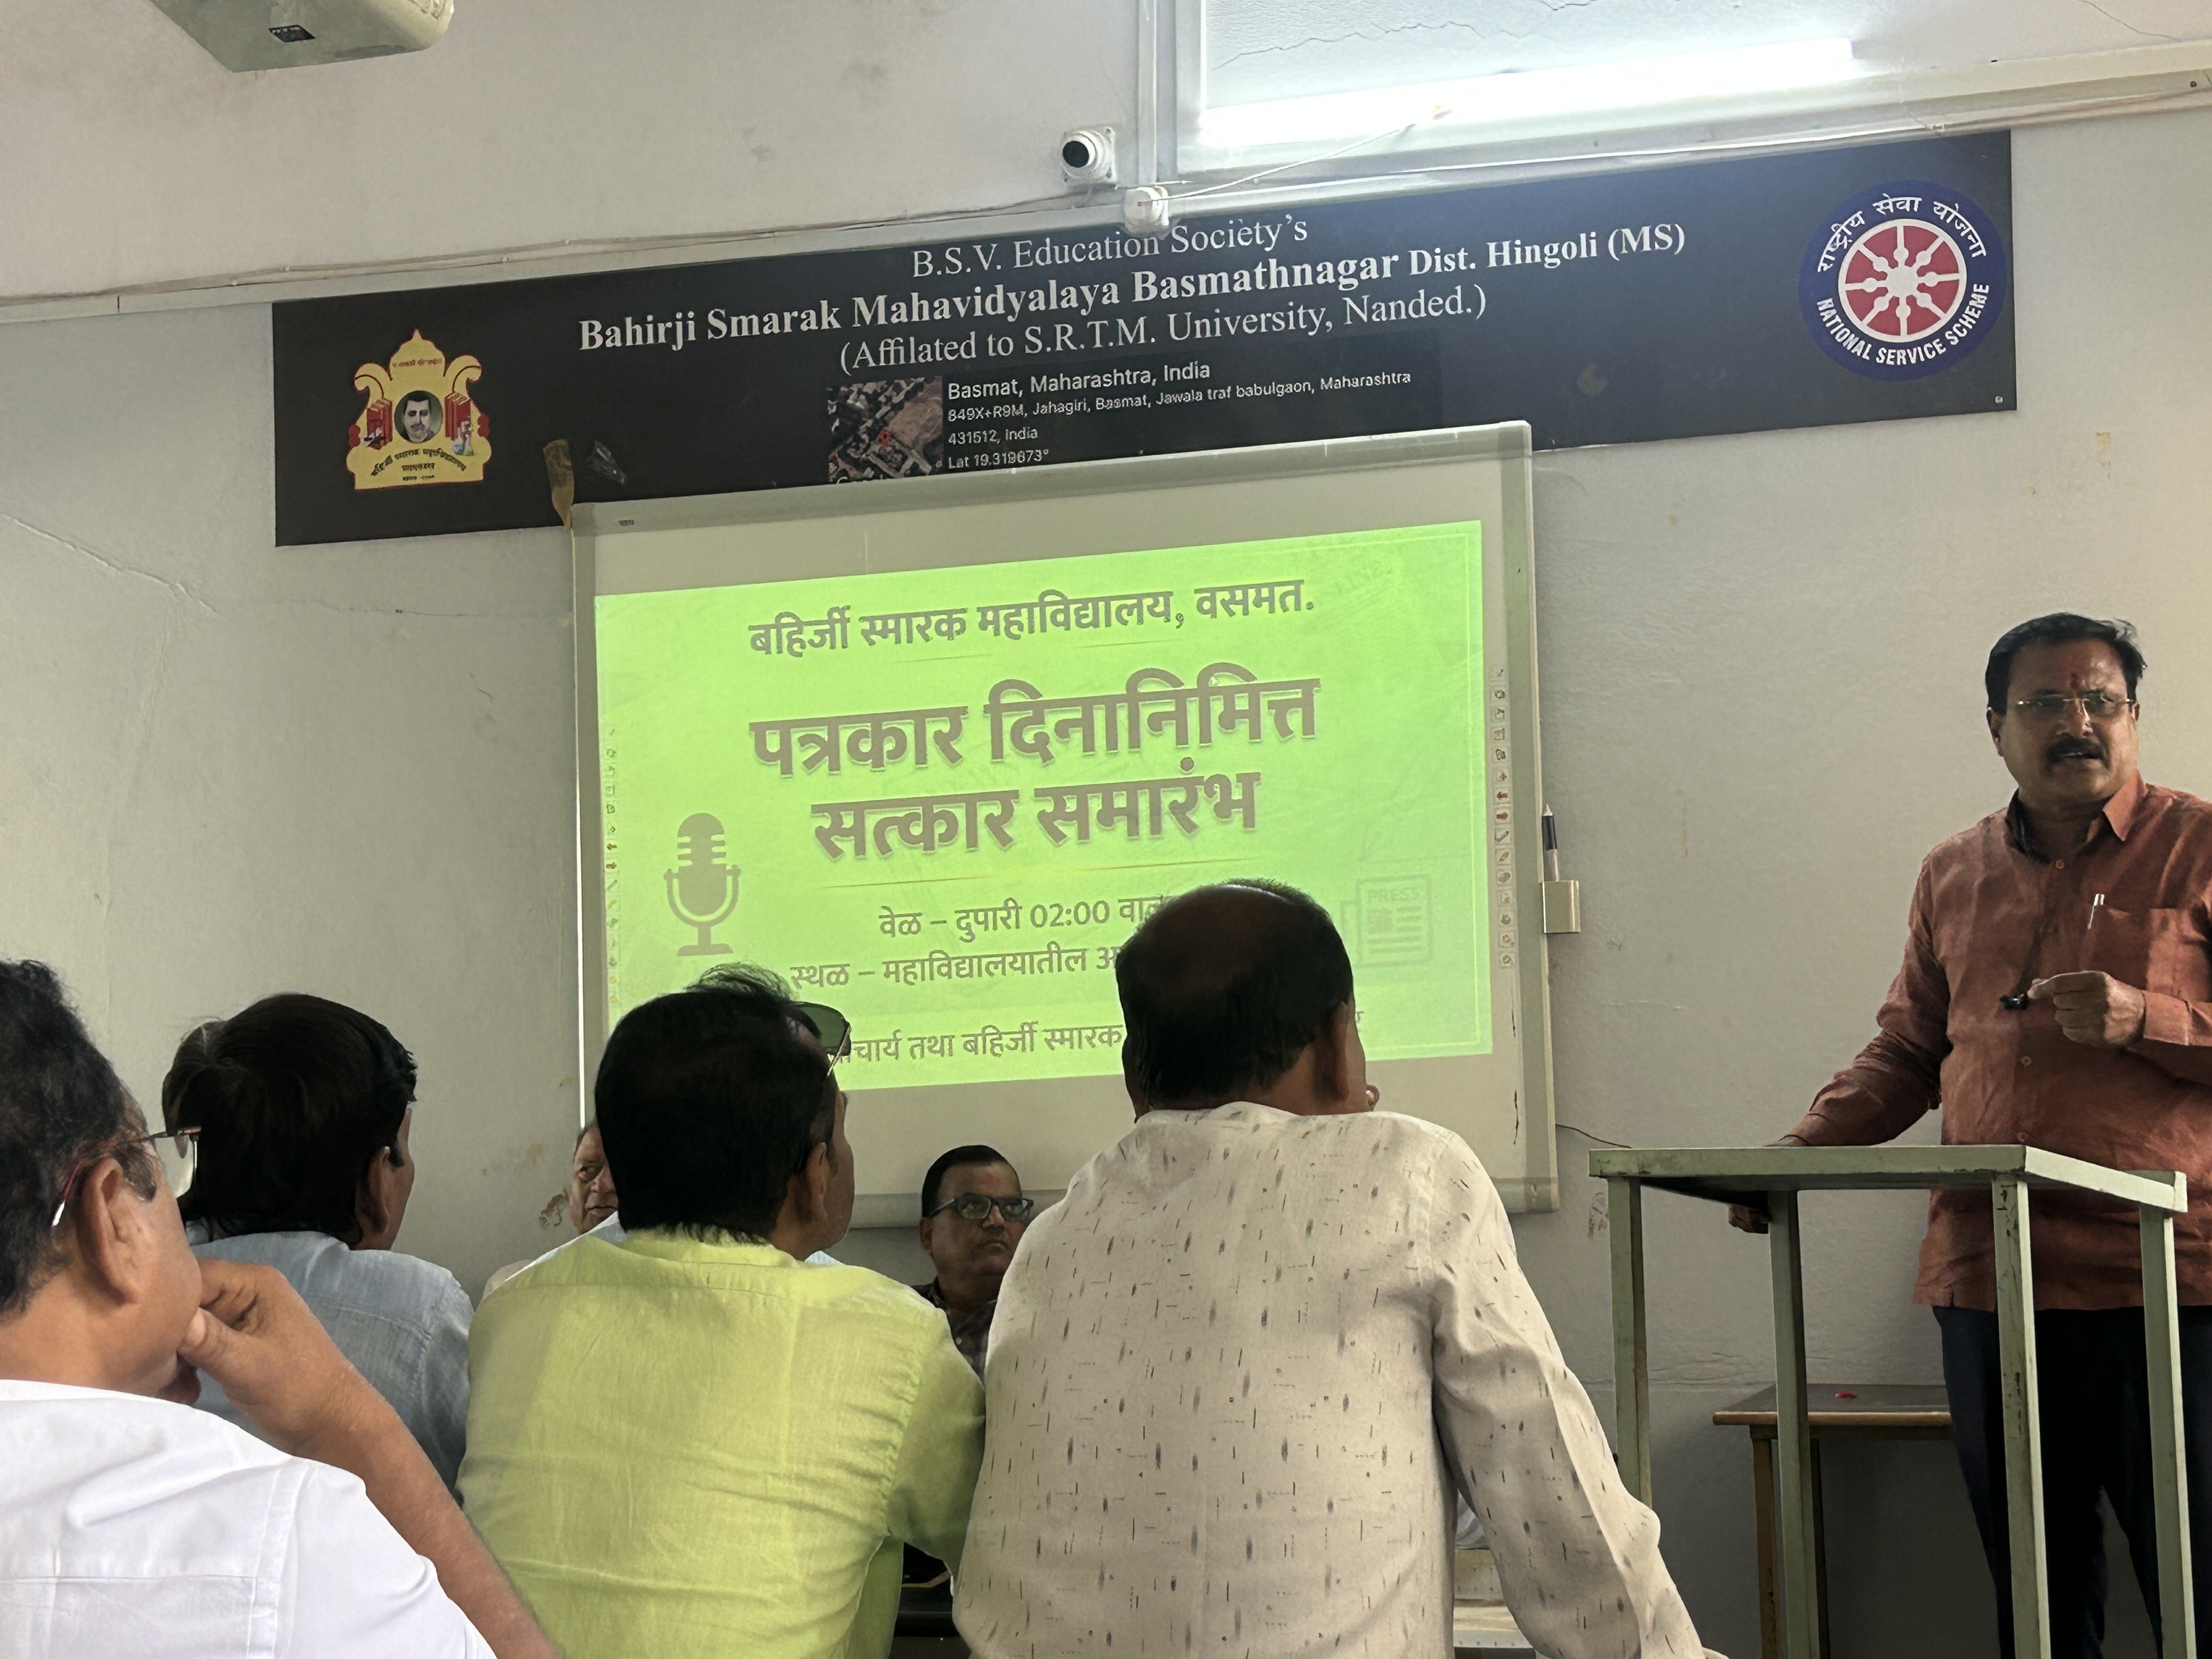 B.S.V. Education Society's
Bahirji Smarak Mahavidyalaya Basmathnagar Dist. Hingoli (MS)
(Affilated to S.R.T.M. University, Nanded.)
Basmat, Maharashtra, India
849X+R9M, Jahagiri, Basmat, Jawala traf babulgaon, Maharashtra
431512, India
Lat 19.319673°
राष्ट्रीय सेवा योजना
NATIONAL SERVICE SCHEME
बहिर्जी स्मारक महाविद्यालय, वसमत.
पत्रकार दिनानिमित्त
सत्कार समारंभ
वेळ – दुपारी 02:00
स्थळ – महाविद्यालयातील
PRESS
तथा बहिर्जी स्मारक